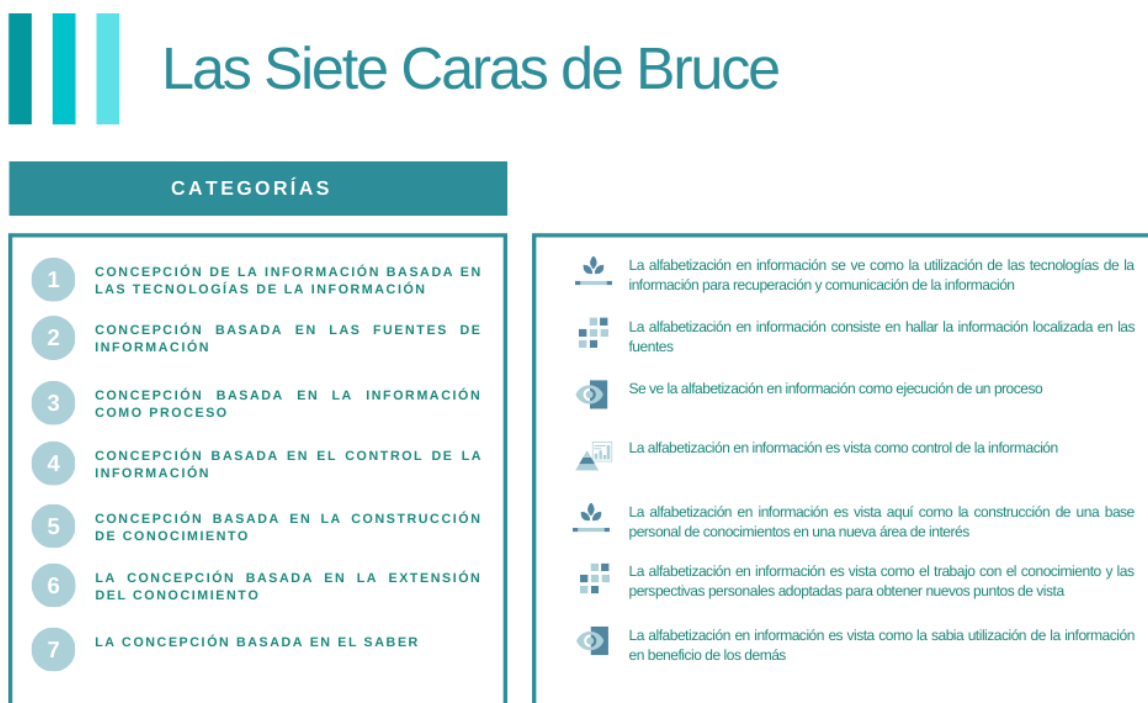 Las Siete Caras de Bruce
CATEGORÍAS
1
CONCEPCIÓN DE LA INFORMACIÓN BASADA EN
LAS TECNOLOGÍAS DE LA INFORMACIÓN
2
CONCEPCIÓN BASADA EN LAS FUENTES DE
INFORMACIÓN
3
CONCEPCIÓN BASADA EN LA INFORMACIÓN
COMO PROCESO
4
CONCEPCIÓN BASADA EN EL CONTROL DE LA
INFORMACIÓN
5
CONCEPCIÓN BASADA EN LA CONSTRUCCIÓN
DE CONOCIMIENTO
6
LA CONCEPCIÓN BASADA EN LA EXTENSIÓN
DEL CONOCIMIENTO
7
LA CONCEPCIÓN BASADA EN EL SABER
La alfabetización en información se ve como la utilización de las tecnologías de la
información para recuperación y comunicación de la información
La alfabetización en información consiste en hallar la información localizada en las
fuentes
Se ve la alfabetización en información como ejecución de un proceso
La alfabetización en información es vista como control de la información
La alfabetización en información es vista aquí como la construcción de una base
personal de conocimientos en una nueva área de interés
La alfabetización en información es vista como el trabajo con el conocimiento y las
perspectivas personales adoptadas para obtener nuevos puntos de vista
La alfabetización en información es vista como la sabia utilización de la información
en beneficio de los demás